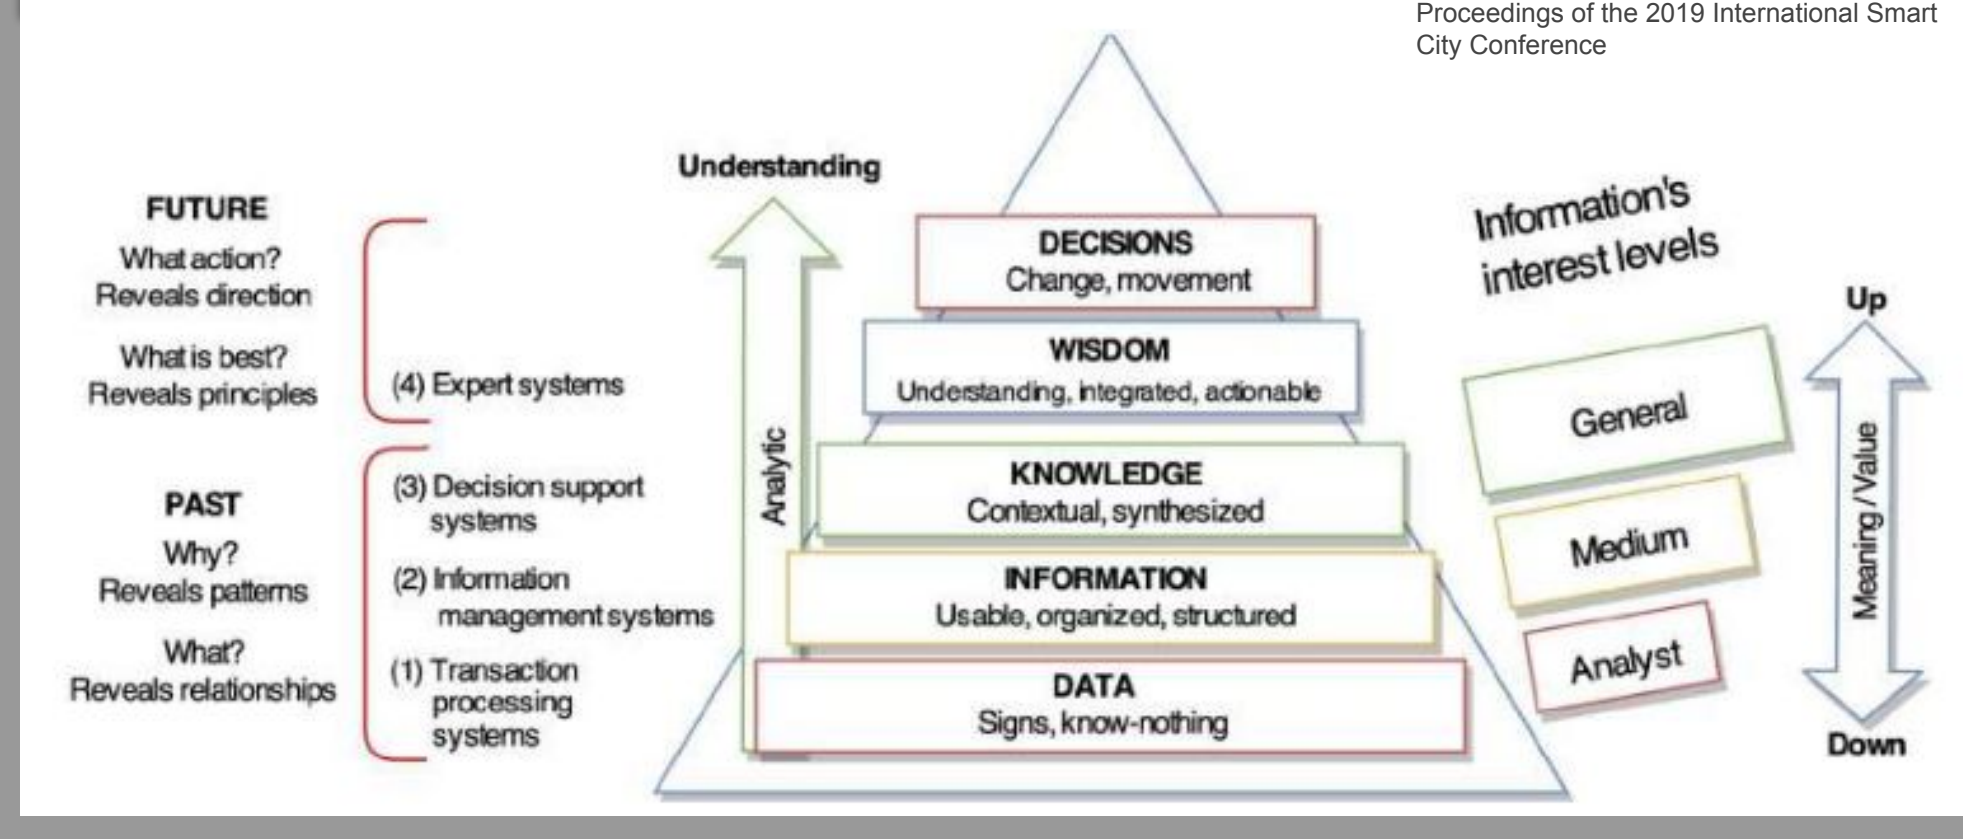 Proceedings of the 2019 International Smart
City Conference
FUTURE
What action?
Reveals direction
What is best?
Reveals principles
PAST
Why?
Reveals patterns
What?
Reveals relationships
(4) Expert systems
(3) Decision support
systems
(2) Information
management systems
(1) Transaction
processing
systems
Understanding
Analytic
DECISIONS
Change, movement
WISDOM
Understanding, integrated, actionable
KNOWLEDGE
Contextual, synthesized
INFORMATION
Usable, organized, structured
DATA
Signs, know-nothing
Information's
interest levels
General
Medium
Analyst
Up
Meaning / Value
Down